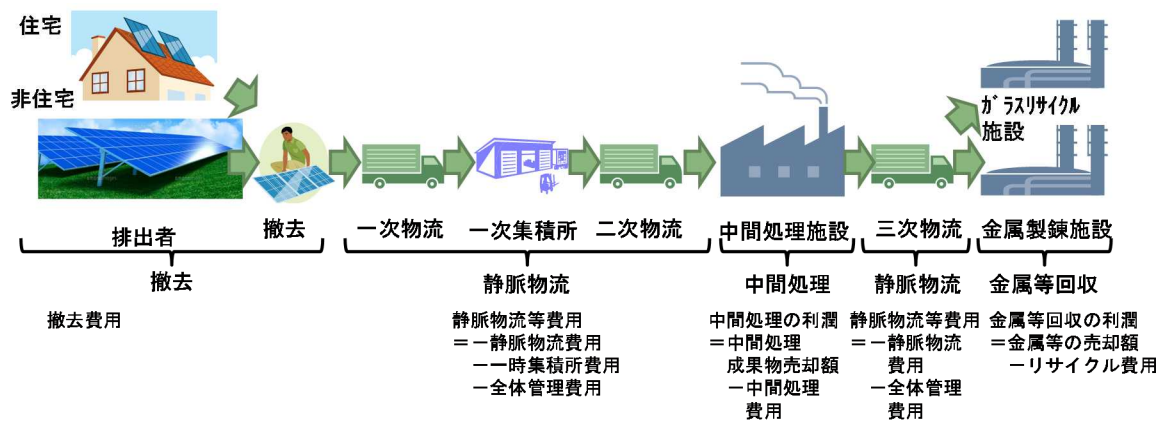 住宅
非住宅
ガラスリサイクル
施設
排出者
撤去
一次物流
一次集積所
二次物流
中間処理施設
三次物流
金属製錬施設
撤去
静脈物流
中間処理
静脈物流
金属等回収
撤去費用
静脈物流等費用
＝－静脈物流費用
－一時集積所費用
－全体管理費用
中間処理の利潤
＝中間処理
成果物売却額
－中間処理
費用
静脈物流等費用
＝－静脈物流
費用
－全体管理
費用
金属等回収の利潤
＝金属等の売却額
－リサイクル費用